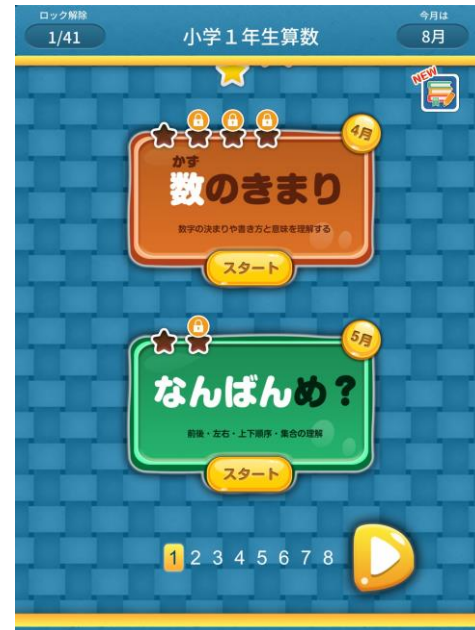 ロック解除
1/41
小学1年生算数
今月は
8月
NEW
4月
かず
数のきまり
数字の決まりや書き方と意味を理解する
スタート
5月
なんばんめ?
前後・左右・上下順序・集合の理解
スタート
1 2 3 4 5 6 7 8